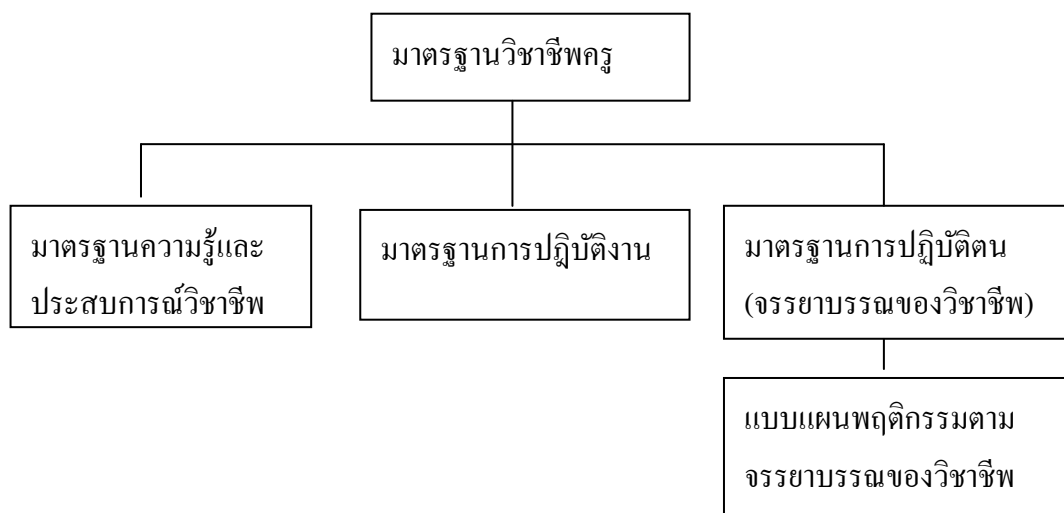 มาตรฐานวิชาชีพครู
มาตรฐานความรู้และ
ประสบการณ์วิชาชีพ
มาตรฐานการปฎิบัติงาน
มาตรฐานการปฏิบัติตน
(จรรยาบรรณของวิชาชีพ)
แบบแผนพฤติกรรมตาม
จรรยาบรรณของวิชาชีพ